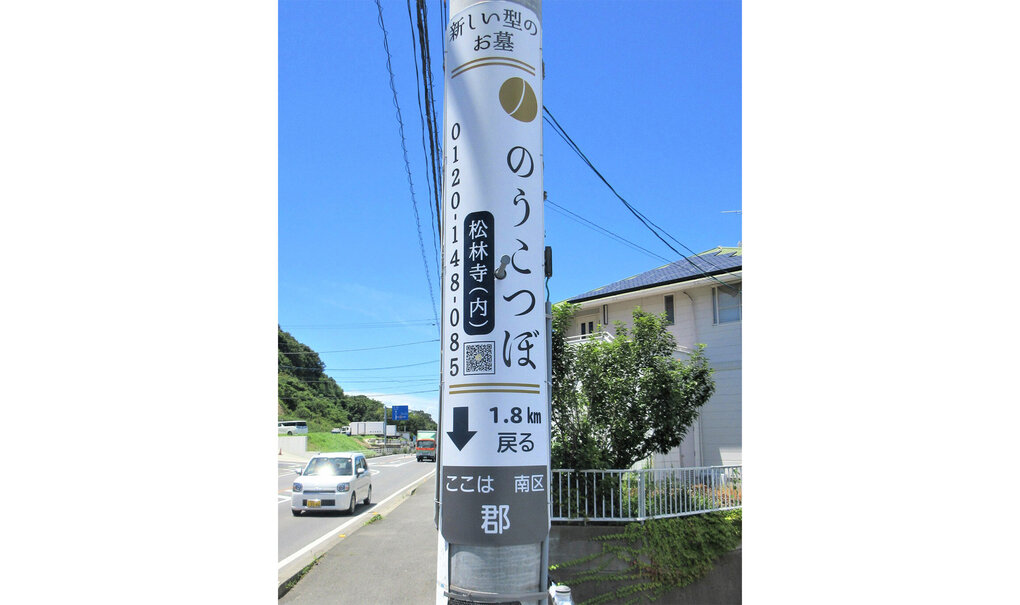 新しい型の
お墓
のうこつぼ
松林寺(内)
0120-148-085
1.8km
戻る
ここは 南区
郡